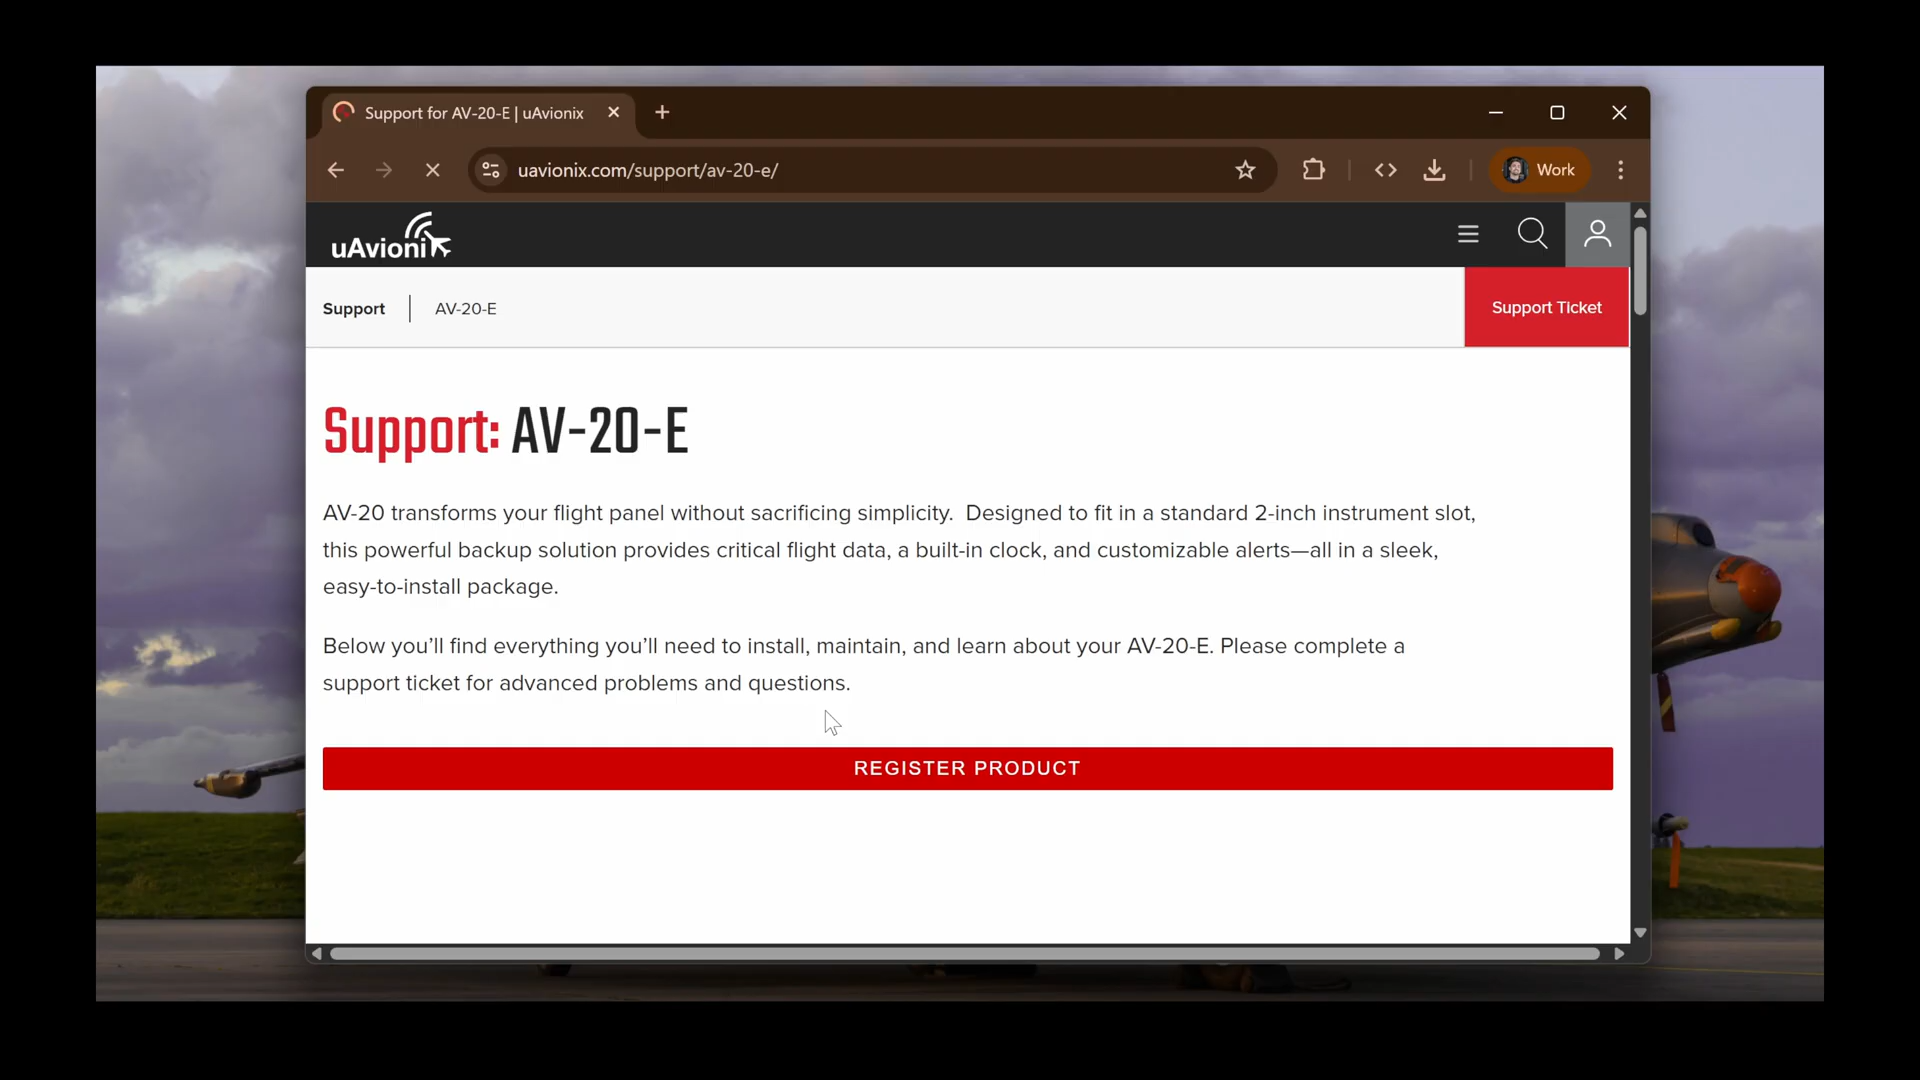 Support for AV-20-E | uAvionix
uavionix.com/support/av-20-e/
Work
uAvionix
Support
AV-20-E
Support Ticket
Support: AV-20-E
AV-20 transforms your flight panel without sacrificing simplicity. Designed to fit in a standard 2-inch instrument slot,
this powerful backup solution provides critical flight data, a built-in clock, and customizable alerts—all in a sleek,
easy-to-install package.
Below you’ll find everything you’ll need to install, maintain, and learn about your AV-20-E. Please complete a
support ticket for advanced problems and questions.
REGISTER PRODUCT